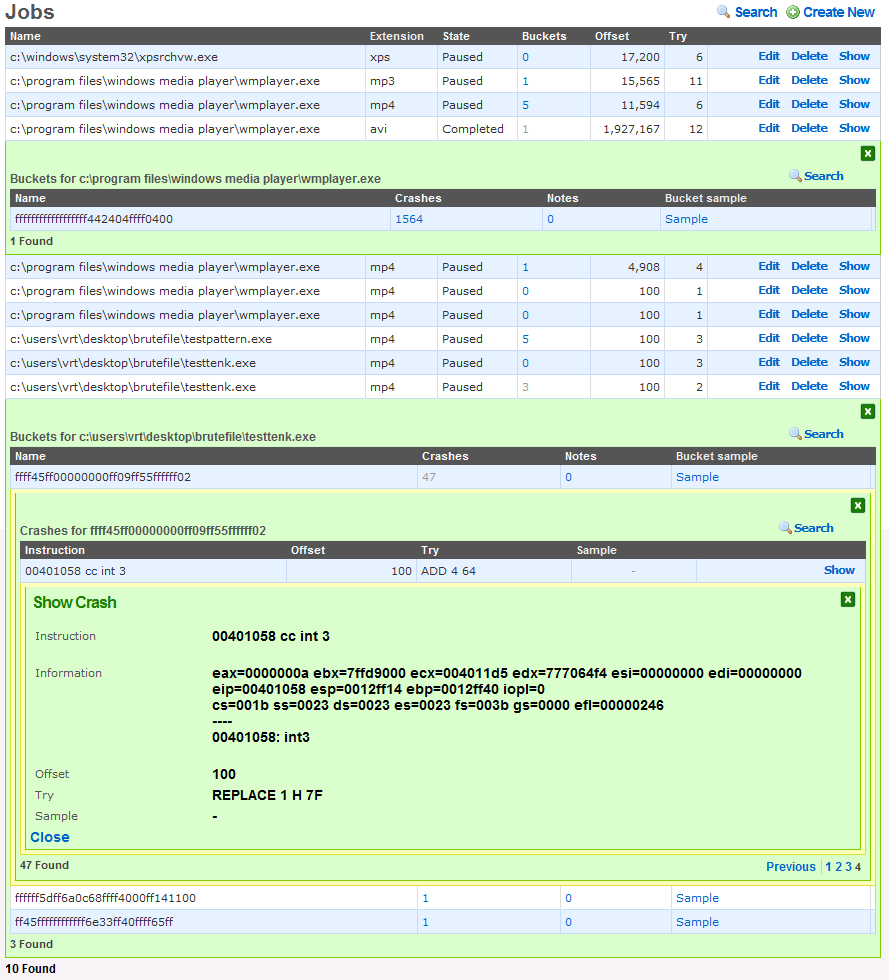 Jobs
Search Create New
Name Extension State Buckets Offset Try
c:\windows\system32\xpsrchvw.exe xps Paused 0 17,200 6 Edit Delete Show
c:\program files\windows media player\wmplayer.exe mp3 Paused 1 15,565 11 Edit Delete Show
c:\program files\windows media player\wmplayer.exe mp4 Paused 5 11,594 6 Edit Delete Show
c:\program files\windows media player\wmplayer.exe avi Completed 1 1,927,167 12 Edit Delete Show
x
Buckets for c:\program files\windows media player\wmplayer.exe Search
Name Crashes Notes Bucket sample
ffffffffffffffffff442404ffff0400 1564 0 Sample
1 Found
c:\program files\windows media player\wmplayer.exe mp4 Paused 1 4,908 4 Edit Delete Show
c:\program files\windows media player\wmplayer.exe mp4 Paused 0 100 1 Edit Delete Show
c:\program files\windows media player\wmplayer.exe mp4 Paused 0 100 1 Edit Delete Show
c:\users\vrt\desktop\brutefile\testpattern.exe mp4 Paused 5 100 3 Edit Delete Show
c:\users\vrt\desktop\brutefile\testtenk.exe mp4 Paused 0 100 3 Edit Delete Show
c:\users\vrt\desktop\brutefile\testtenk.exe mp4 Paused 3 100 2 Edit Delete Show
x
Buckets for c:\users\vrt\desktop\brutefile\testtenk.exe Search
Name Crashes Notes Bucket sample
ffff45ff00000000ff09ff55ffffff02 47 0 Sample
x
Crashes for ffff45ff00000000ff09ff55ffffff02 Search
Instruction Offset Try Sample
00401058 cc int 3 100 ADD 4 64 - Show
Show Crash x
Instruction 00401058 cc int 3
Information eax=0000000a ebx=7ffd9000 ecx=004011d5 edx=777064f4 esi=00000000 edi=00000000
eip=00401058 esp=0012ff14 ebp=0012ff40 iopl=0
cs=001b ss=0023 ds=0023 es=0023 fs=003b gs=0000 efl=00000246
----
00401058: int3
Offset 100
Try REPLACE 1 H 7F
Sample -
Close
47 Found Previous 1 2 3 4
ffffff5dff6a0c68ffff4000ff141100 1 0 Sample
ff45ffffffffffff6e33ff40ffff65ff 1 0 Sample
3 Found
10 Found